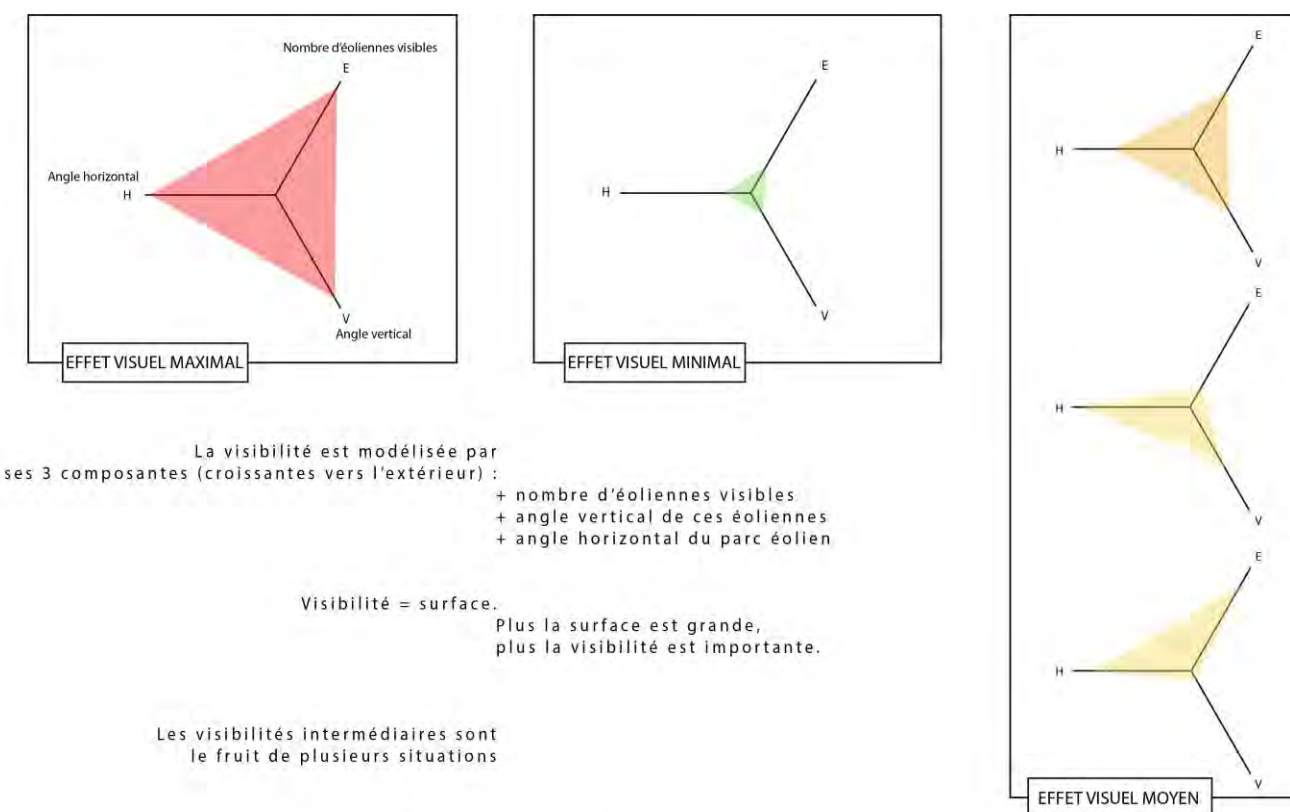 Nombre d'éoliennes visibles
E
Angle horizontal
H
V
Angle vertical
EFFET VISUEL MAXIMAL
E
H
V
EFFET VISUEL MINIMAL
E
H
V
E
H
V
E
H
V
EFFET VISUEL MOYEN
La visibilité est modélisée par
ses 3 composantes (croissantes vers l'extérieur) :
+ nombre d'éoliennes visibles
+ angle vertical de ces éoliennes
+ angle horizontal du parc éolien
Visibilité = surface.
Plus la surface est grande,
plus la visibilité est importante.
Les visibilités intermédiaires sont
le fruit de plusieurs situations